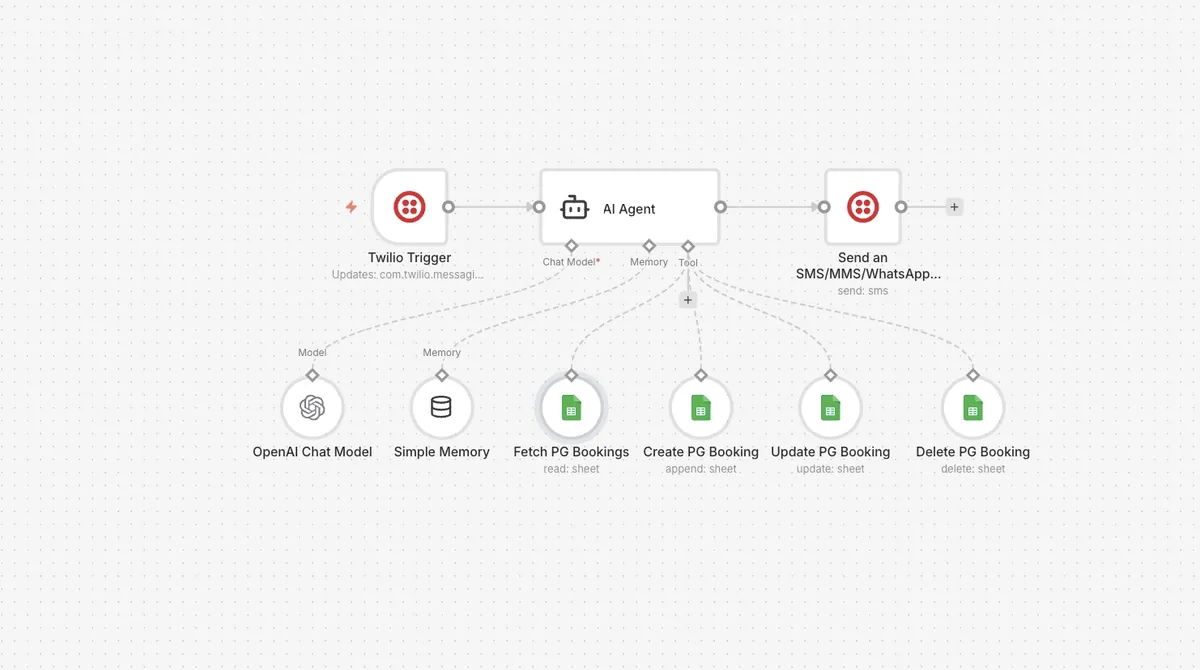 AI Agent
Twilio Trigger
Updates: com.twilio.messagi...
Chat Model*
Memory
Tool
Send an
SMS/MMS/WhatsApp...
send: sms
+
+
Model
Memory
OpenAI Chat Model
Simple Memory
Fetch PG Bookings
read: sheet
Create PG Booking
append: sheet
Update PG Booking
update: sheet
Delete PG Booking
delete: sheet